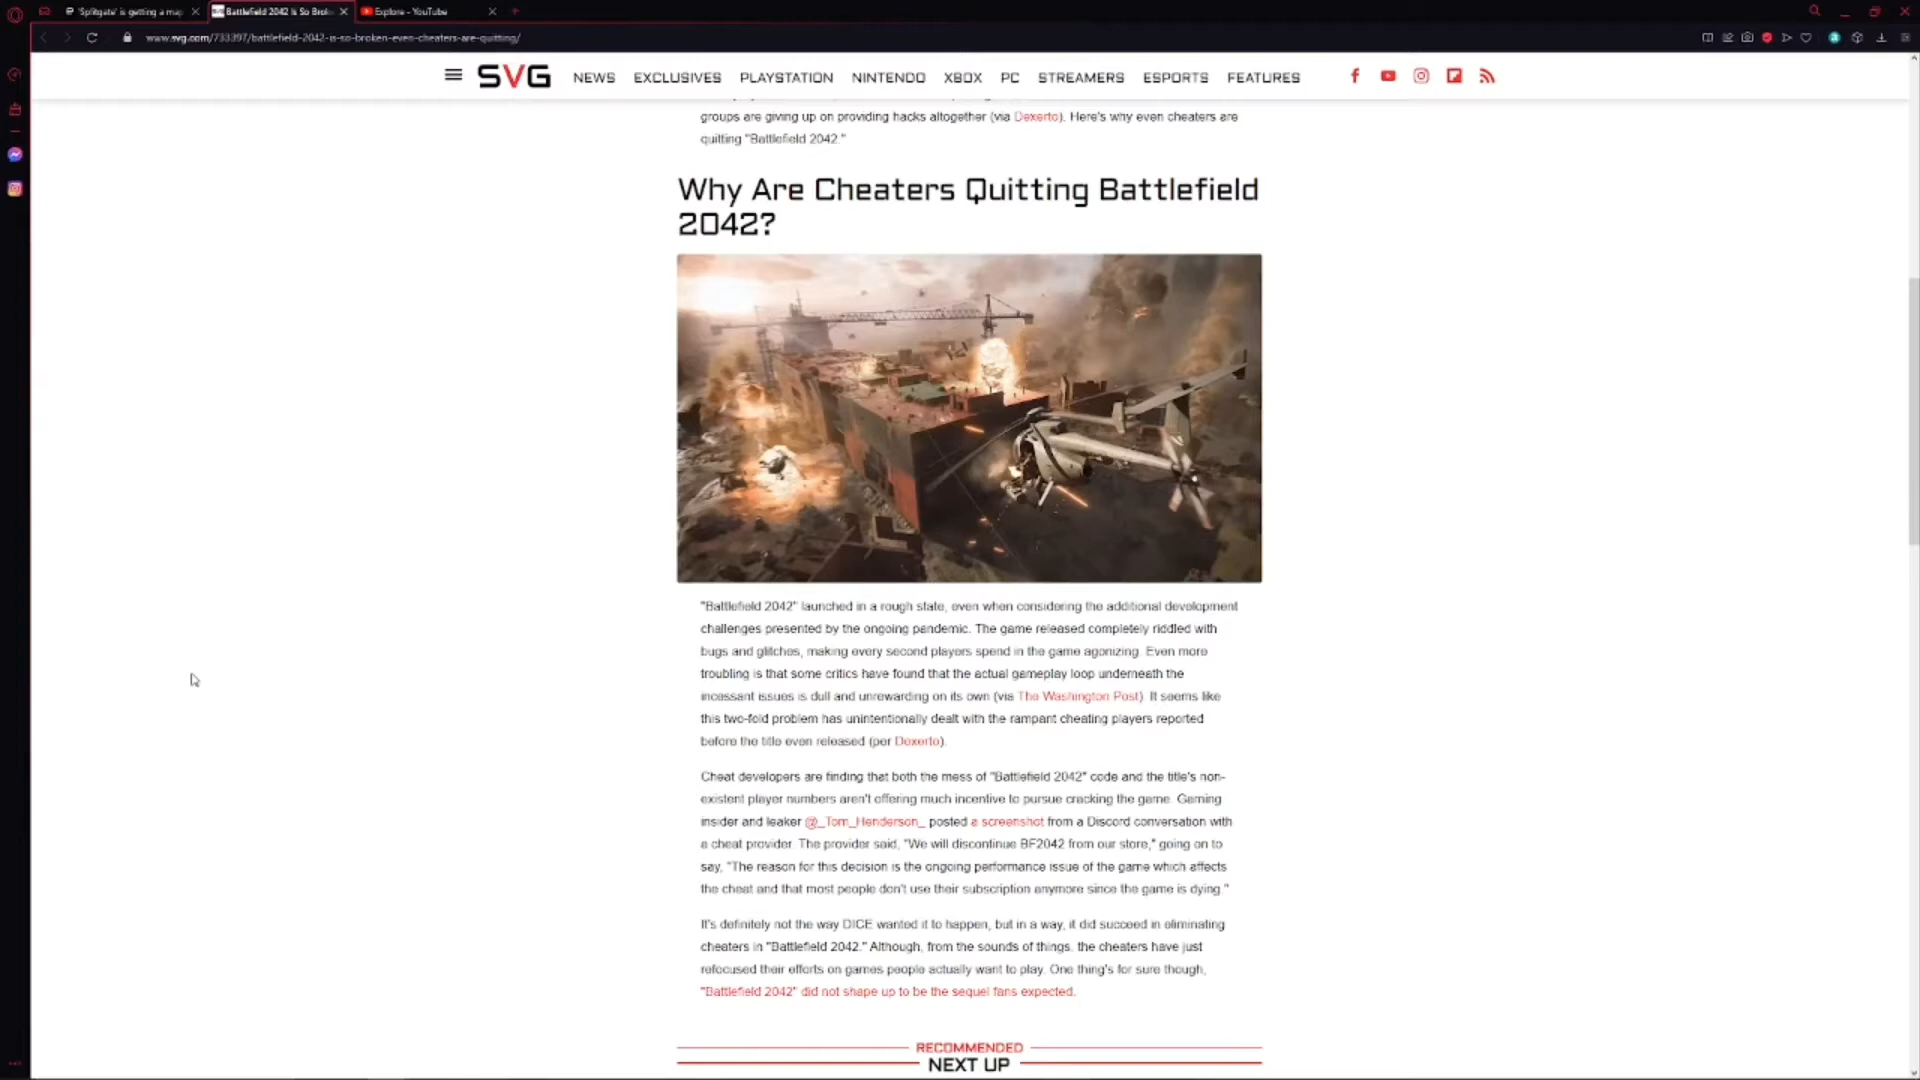 'Splitgate' is getting a map
Battlefield 2042 Is So Brok
Explore - YouTube
www.svg.com/733397/battlefield-2042-is-so-broken-even-cheaters-are-quitting/
SVG NEWS EXCLUSIVES PLAYSTATION NINTENDO XBOX PC STREAMERS ESPORTS FEATURES
groups are giving up on providing hacks altogether (via Dexerto). Here's why even cheaters are
quitting "Battlefield 2042."
Why Are Cheaters Quitting Battlefield
2042?
"Battlefield 2042" launched in a rough state, even when considering the additional development
challenges presented by the ongoing pandemic. The game released completely riddled with
bugs and glitches, making every second players spend in the game agonizing. Even more
troubling is that some critics have found that the actual gameplay loop underneath the
incessant issues is dull and unrewarding on its own (via The Washington Post). It seems like
this two-fold problem has unintentionally dealt with the rampant cheating players reported
before the title even released (per Dexerto).
Cheat developers are finding that both the mess of "Battlefield 2042" code and the title's non-
existent player numbers aren't offering much incentive to pursue cracking the game. Gaming
insider and leaker @_Tom_Henderson_ posted a screenshot from a Discord conversation with
a cheat provider. The provider said, "We will discontinue BF2042 from our store," going on to
say, "The reason for this decision is the ongoing performance issue of the game which affects
the cheat and that most people don't use their subscription anymore since the game is dying."
It's definitely not the way DICE wanted it to happen, but in a way, it did succeed in eliminating
cheaters in "Battlefield 2042." Although, from the sounds of things, the cheaters have just
refocused their efforts on games people actually want to play. One thing's for sure though,
"Battlefield 2042" did not shape up to be the sequel fans expected.
RECOMMENDED
NEXT UP